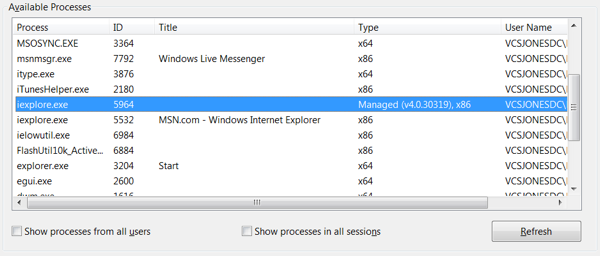 Available Processes
Process ID Title Type User Name
MSOSYNC.EXE 3364 x64 VCSJONESDC\
msnmsgr.exe 7792 Windows Live Messenger x86 VCSJONESDC\
itype.exe 3876 x64 VCSJONESDC\
iTunesHelper.exe 2180 x86 VCSJONESDC\
iexplore.exe 5964 Managed (v4.0.30319), x86 VCSJONESDC\
iexplore.exe 5532 MSN.com - Windows Internet Explorer x86 VCSJONESDC\
ielowutil.exe 6984 x86 VCSJONESDC\
FlashUtil10k_Active... 6884 x86 VCSJONESDC\
explorer.exe 3204 Start x64 VCSJONESDC\
egui.exe 2600 x64 VCSJONESDC\
dwm.exe 1616 x64 VCSJONESDC\
Show processes from all users Show processes in all sessions Refresh